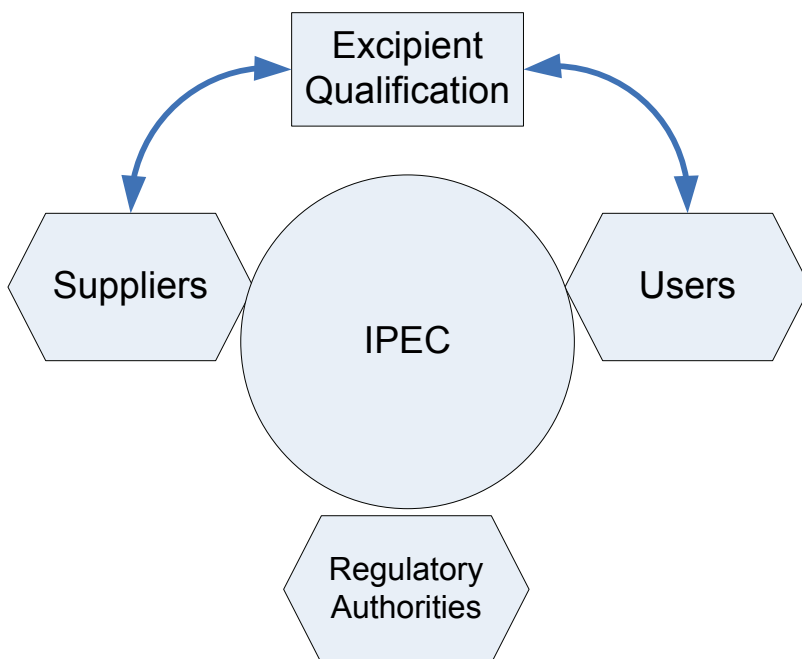 Excipient
Qualification
Suppliers
Users
IPEC
Regulatory
Authorities